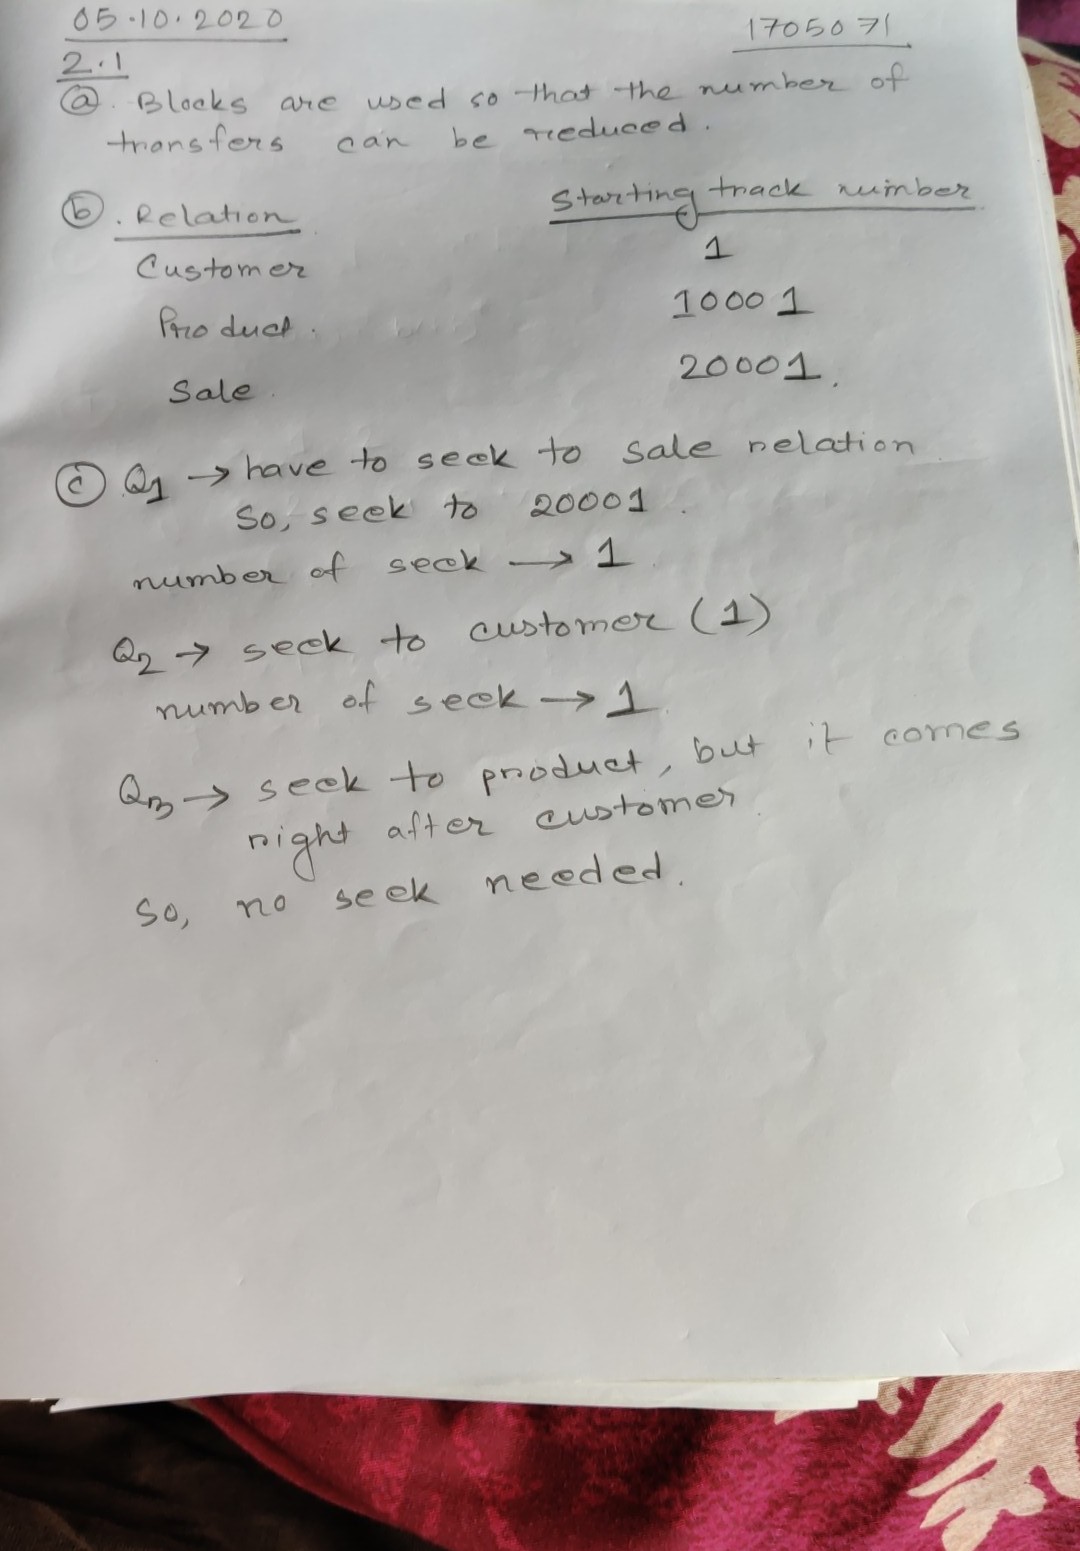 05.10.2020
1705071
2.1
ⓐ. Blocks are used so that the number of
transfers can be reduced.
ⓑ. Relation Starting track number
Customer 1
Product. 10001
Sale. 20001.
ⓒ Q1 → have to seek to sale relation.
So, seek to 20001.
number of seek → 1.
Q2 → seek to customer (1)
number of seek → 1.
Q3 → seek to product, but it comes
right after customer.
So, no seek needed.